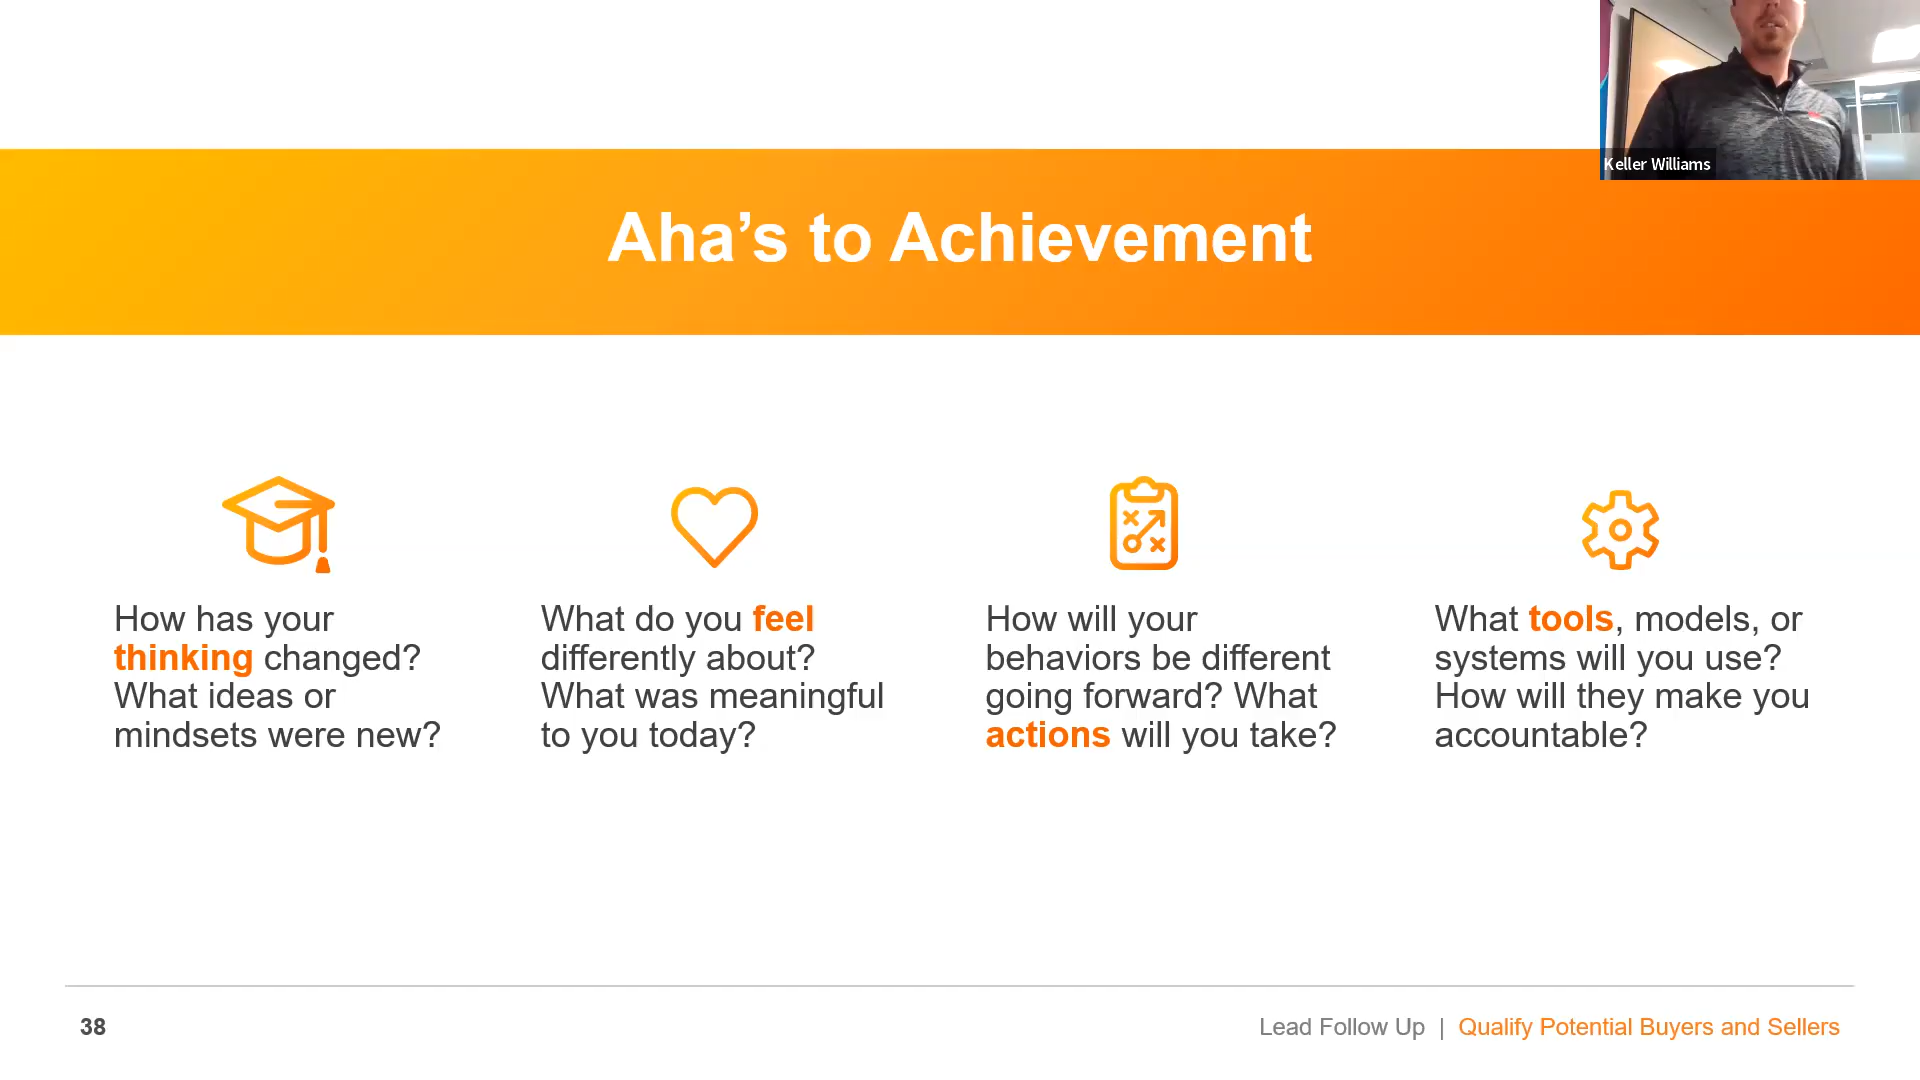 Keller Williams
Aha’s to Achievement
How has your
thinking changed?
What ideas or
mindsets were new?
What do you feel
differently about?
What was meaningful
to you today?
How will your
behaviors be different
going forward? What
actions will you take?
What tools, models, or
systems will you use?
How will they make you
accountable?
38
Lead Follow Up | Qualify Potential Buyers and Sellers